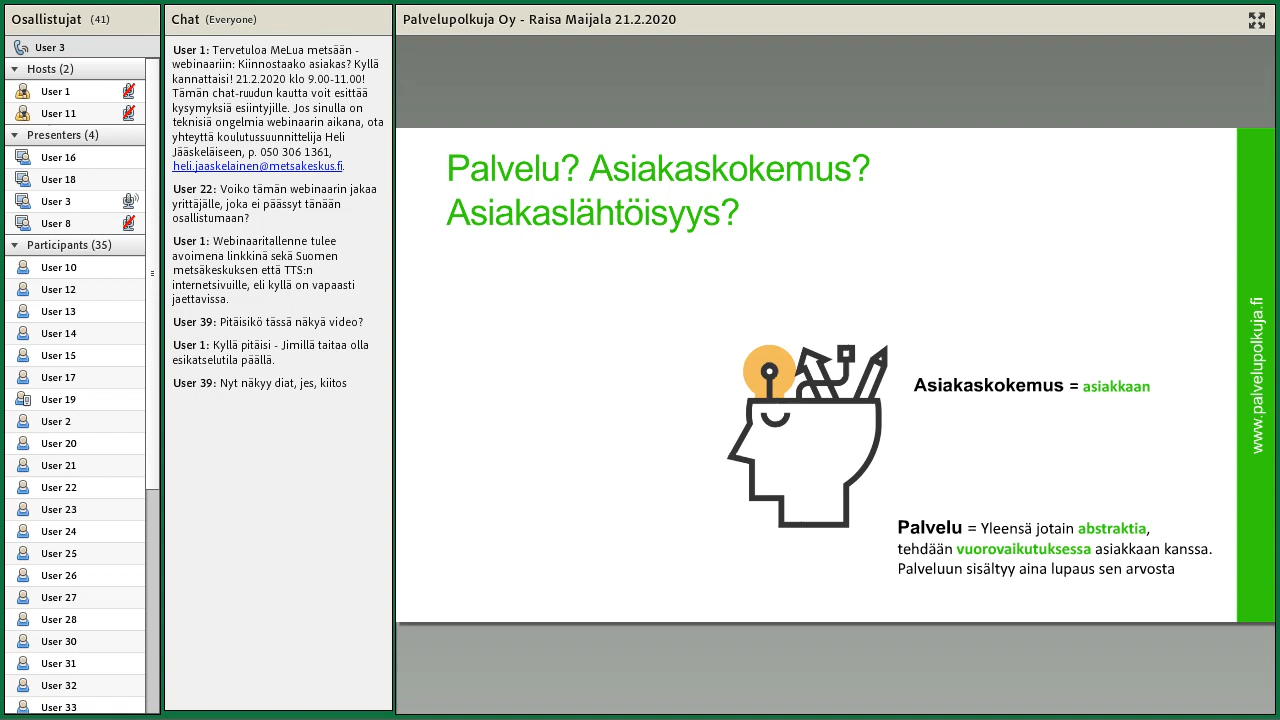 Osallistujat (41)
User 3
Hosts (2)
User 1
User 11
Presenters (4)
User 16
User 18
User 3
User 8
Participants (35)
User 10
User 12
User 13
User 14
User 15
User 17
User 19
User 2
User 20
User 21
User 22
User 23
User 24
User 25
User 26
User 27
User 28
User 30
User 31
User 32
User 33
Chat (Everyone)
User 1: Tervetuloa MeLua metsään -
webinaariin: Kiinnostaako asiakas? Kyllä
kannattaisi! 21.2.2020 klo 9.00-11.00!
Tämän chat-ruudun kautta voit esittää
kysymyksiä esiintyjille. Jos sinulla on
teknisiä ongelmia webinaarin aikana, ota
yhteyttä koulutussuunnittelija Heli
Jääskeläiseen, p. 050 306 1361,
heli.jaaskelainen@metsakeskus.fi.
User 22: Voiko tämän webinaarin jakaa
yrittäjälle, joka ei päässyt tänään
osallistumaan?
User 1: Webinaaritallenne tulee
avoimena linkkinä sekä Suomen
metsäkeskuksen että TTS:n
internetsivuille, eli kyllä on vapaasti
jaettavissa.
User 39: Pitäisikö tässä näkyä video?
User 1: Kyllä pitäisi - Jimillä taitaa olla
esikatselutila päällä.
User 39: Nyt näkyy diat, jes, kiitos
Palvelupolkuja Oy - Raisa Maijala 21.2.2020
Palvelu? Asiakaskokemus?
Asiakaslähtöisyys?
Asiakaskokemus = asiakkaan
Palvelu = Yleensä jotain abstraktia,
tehdään vuorovaikutuksessa asiakkaan kanssa.
Palveluun sisältyy aina lupaus sen arvosta
www.palvelupolkuja.fi